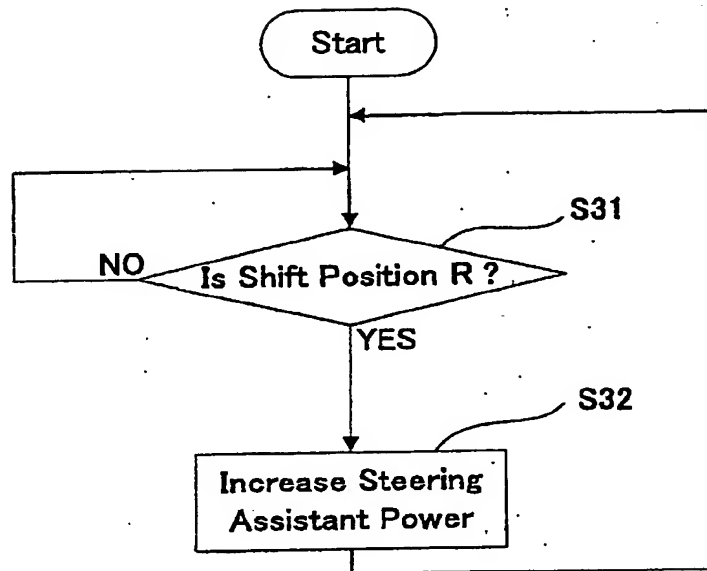 Start
S31
NO
Is Shift Position R ?
YES
S32
Increase Steering
Assistant Power